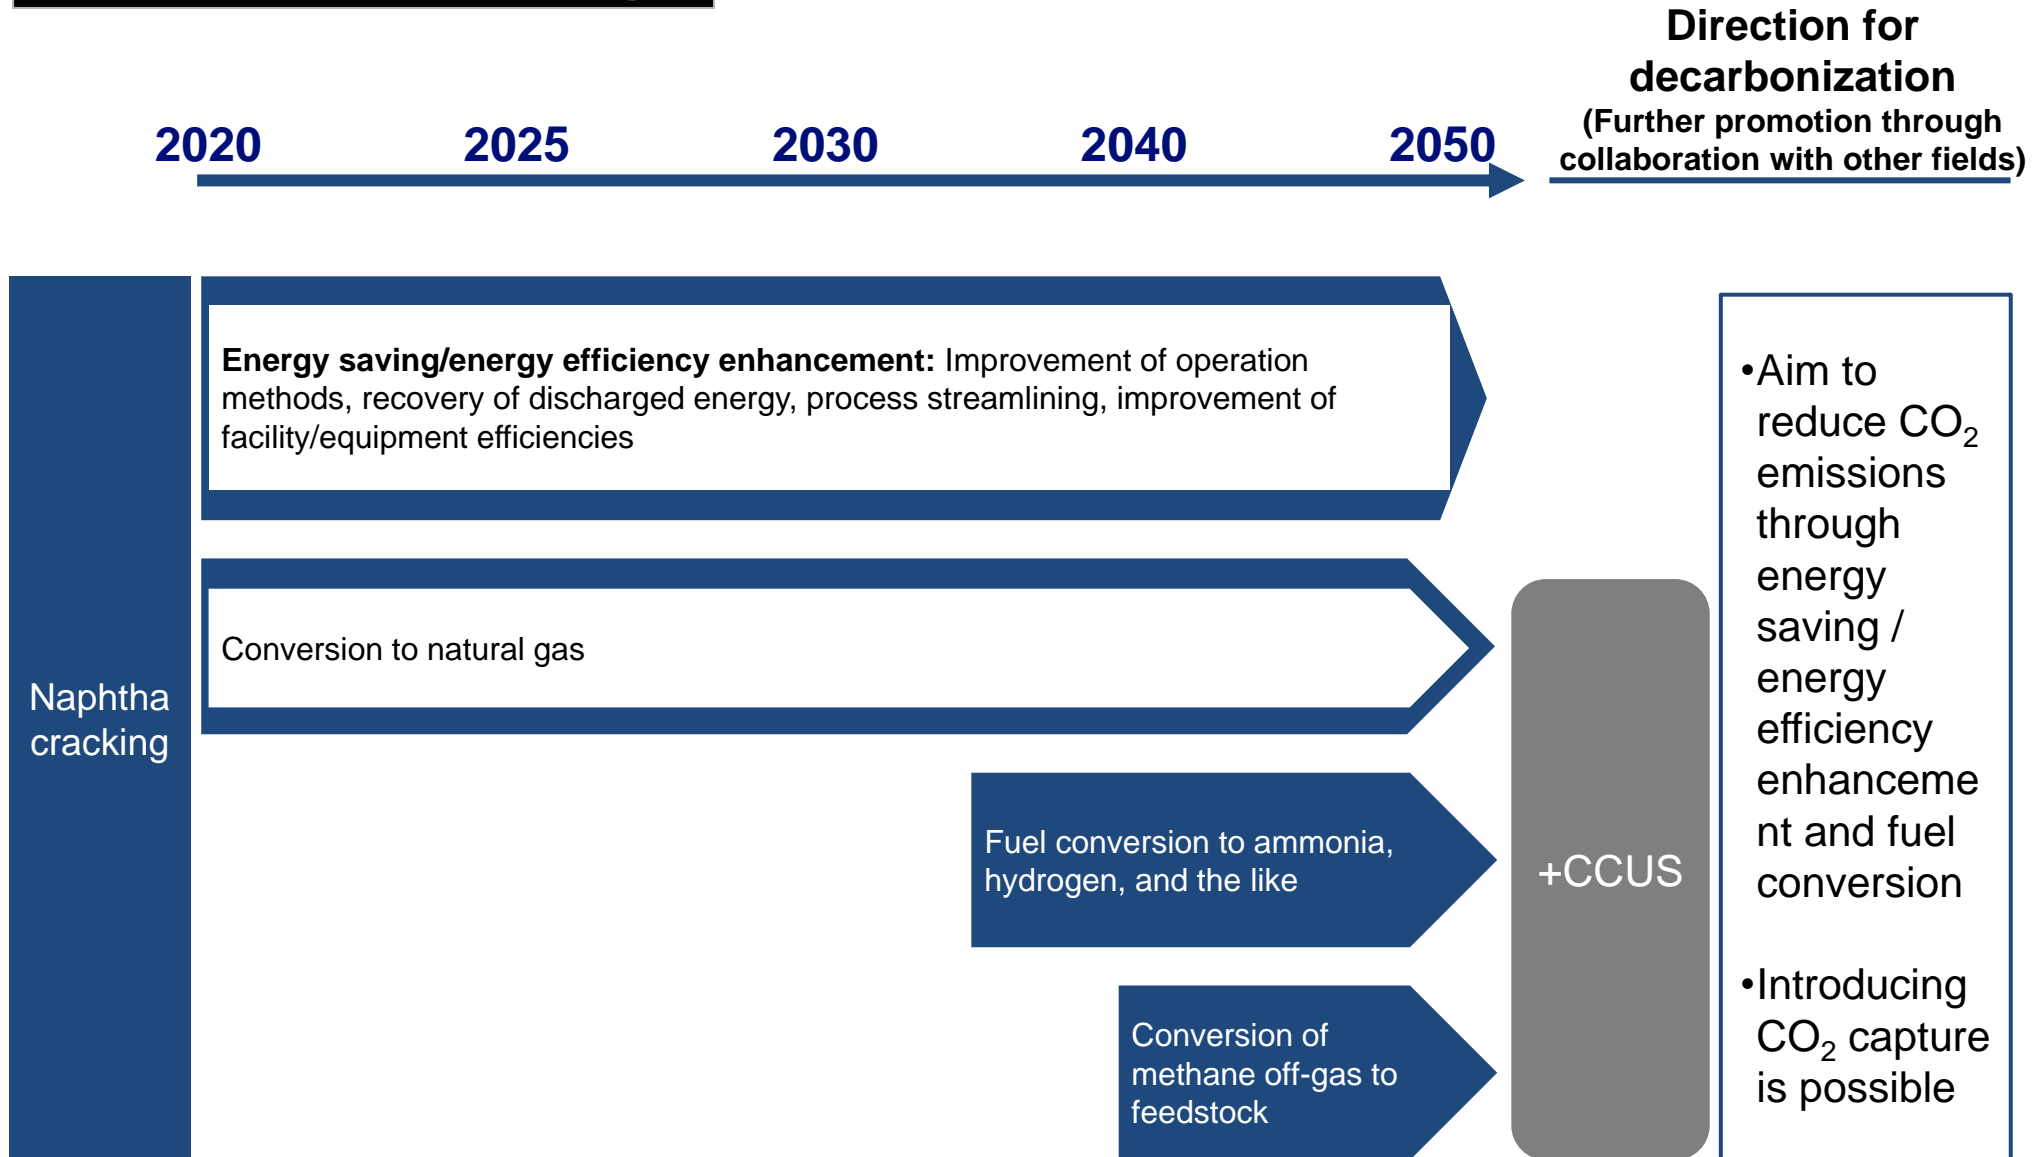 Direction for
decarbonization
(Further promotion through
collaboration with other fields)
2020 2025 2030 2040 2050
Naphtha
cracking
Energy saving/energy efficiency enhancement: Improvement of operation
methods, recovery of discharged energy, process streamlining, improvement of
facility/equipment efficiencies
Conversion to natural gas
Fuel conversion to ammonia,
hydrogen, and the like
Conversion of
methane off-gas to
feedstock
+CCUS
•Aim to
reduce CO₂
emissions
through
energy
saving /
energy
efficiency
enhanceme
nt and fuel
conversion
•Introducing
CO₂ capture
is possible